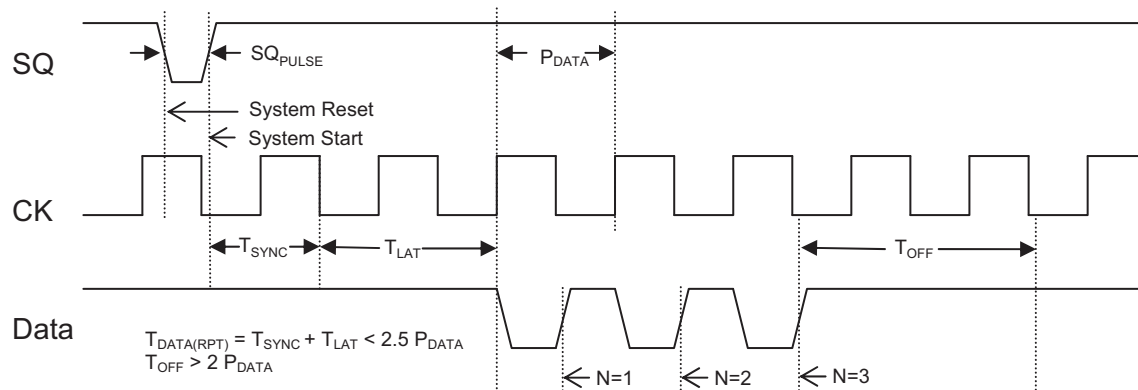 SQ
SQPULSE
PDATA
System Reset
System Start
CK
TSYNC
TLAT
TOFF
Data
TDATA(RPT) = TSYNC + TLAT < 2.5 PDATA
TOFF > 2 PDATA
N=1
N=2
N=3